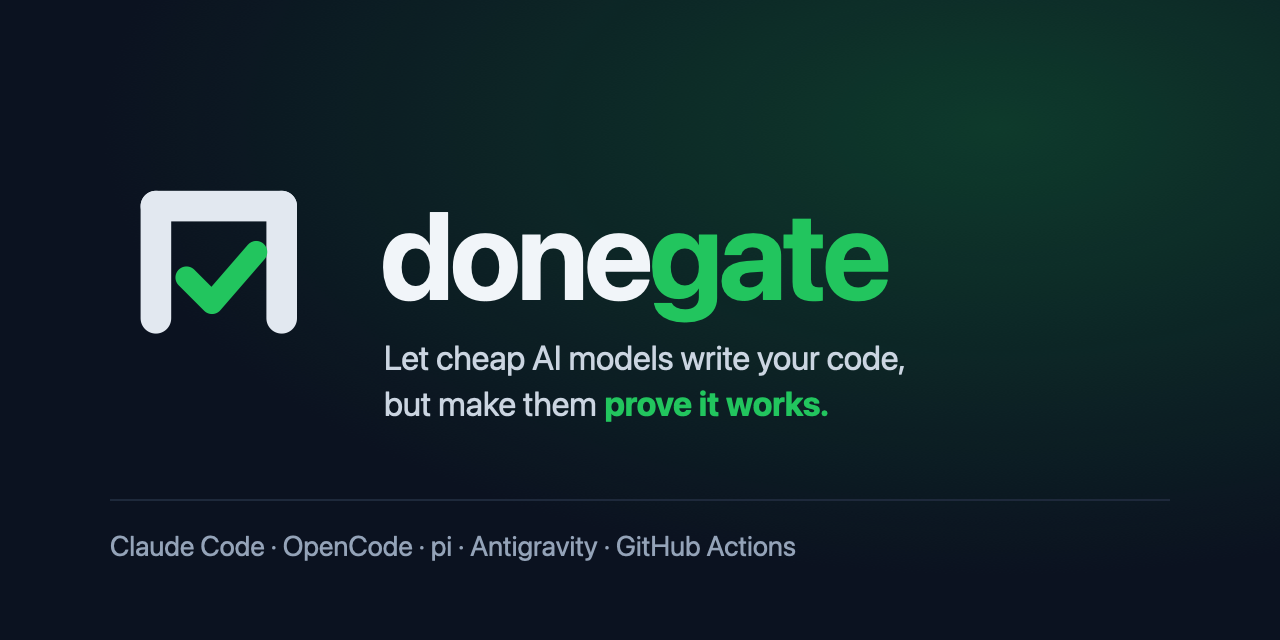 donegate
Let cheap AI models write your code,
but make them prove it works.
Claude Code · OpenCode · pi · Antigravity · GitHub Actions